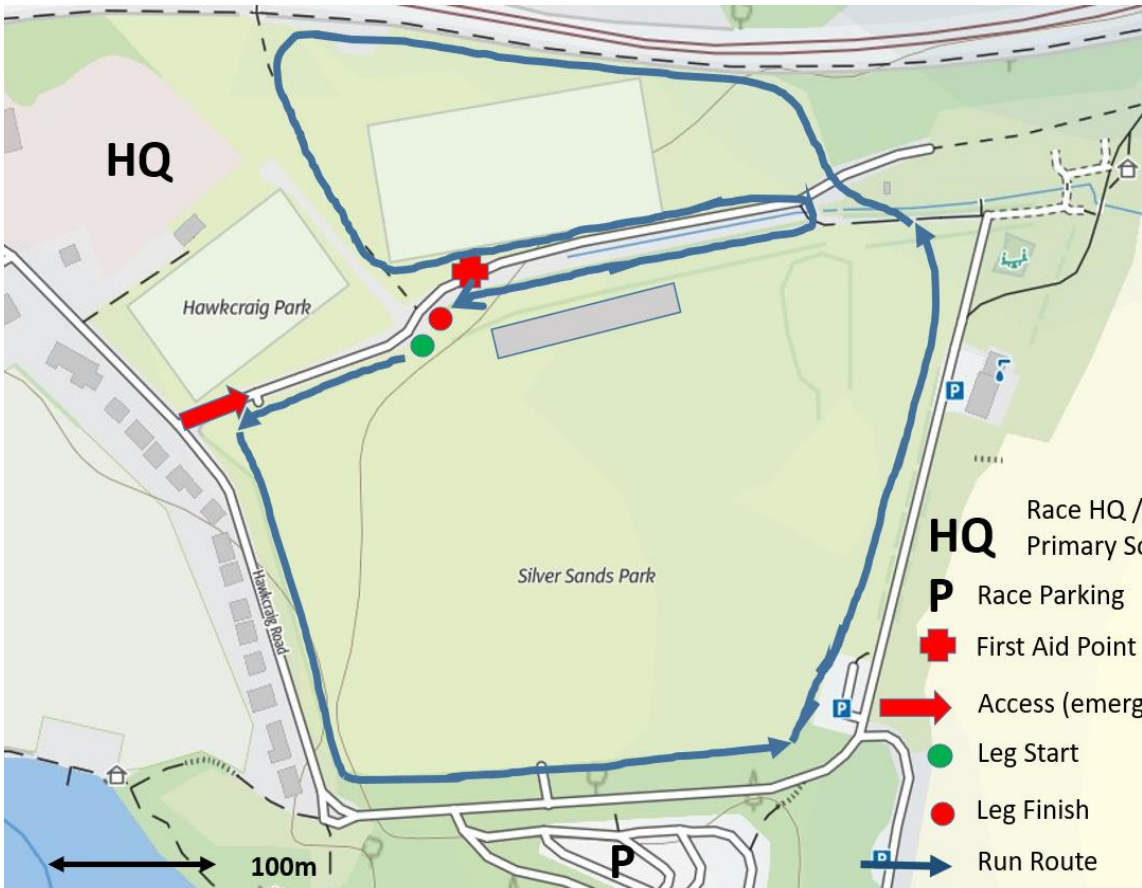 HQ
Hawkcraig Park
Hawkcraig Road
Silver Sands Park
P
P
P
P
100m
HQ Race HQ /
Primary Sc
P Race Parking
First Aid Point
Access (emerg
Leg Start
Leg Finish
Run Route